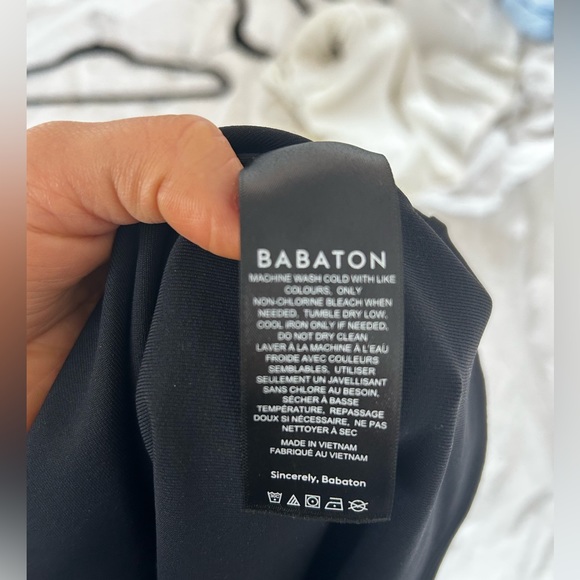 BABATON
MACHINE WASH COLD WITH LIKE
COLOURS, ONLY
NON-CHLORINE BLEACH WHEN
NEEDED, TUMBLE DRY LOW,
COOL IRON ONLY IF NEEDED,
DO NOT DRY CLEAN
LAVER À LA MACHINE À L'EAU
FROIDE AVEC COULEURS
SEMBLABLES, UTILISER
SEULEMENT UN JAVELLISANT
SANS CHLORE AU BESOIN,
SÉCHER À BASSE
TEMPÉRATURE, REPASSAGE
DOUX SI NÉCESSAIRE, NE PAS
NETTOYER À SEC
MADE IN VIETNAM
FABRIQUÉ AU VIETNAM
Sincerely, Babaton